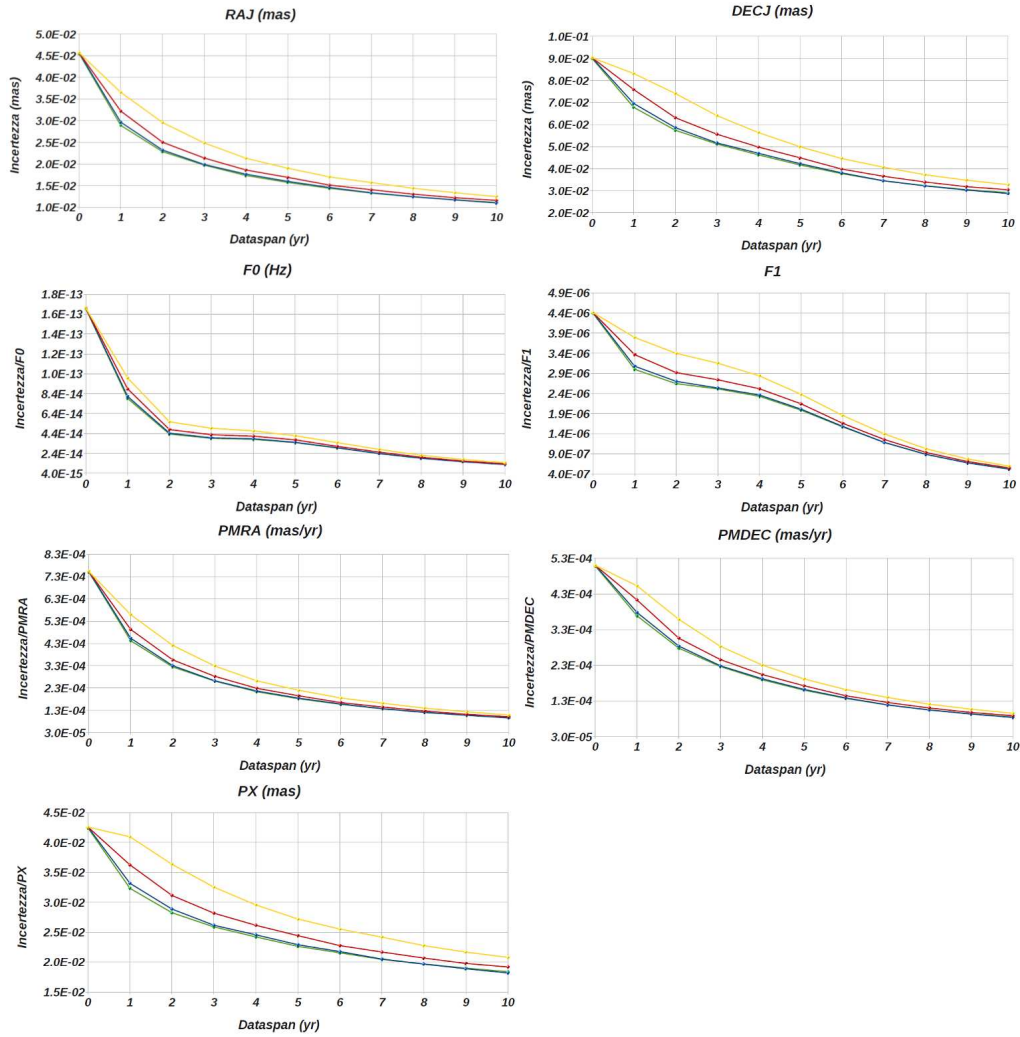 RAJ (mas)
Incertezza (mas)
5.0E-02
4.5E-02
4.0E-02
3.5E-02
3.0E-02
2.5E-02
2.0E-02
1.5E-02
1.0E-02
0 1 2 3 4 5 6 7 8 9 10
Dataspan (yr)
DECJ (mas)
Incertezza (mas)
1.0E-01
9.0E-02
8.0E-02
7.0E-02
6.0E-02
5.0E-02
4.0E-02
3.0E-02
2.0E-02
0 1 2 3 4 5 6 7 8 9 10
Dataspan (yr)
F0 (Hz)
Incertezza/F0
1.8E-13
1.6E-13
1.4E-13
1.2E-13
1.0E-13
8.4E-14
6.4E-14
4.4E-14
2.4E-14
4.0E-15
0 1 2 3 4 5 6 7 8 9 10
Dataspan (yr)
F1
Incertezza/F1
4.9E-06
4.4E-06
3.9E-06
3.4E-06
2.9E-06
2.4E-06
1.9E-06
1.4E-06
9.0E-07
4.0E-07
0 1 2 3 4 5 6 7 8 9 10
Dataspan (yr)
PMRA (mas/yr)
Incertezza/PMRA
8.3E-04
7.3E-04
6.3E-04
5.3E-04
4.3E-04
3.3E-04
2.3E-04
1.3E-04
3.0E-05
0 1 2 3 4 5 6 7 8 9 10
Dataspan (yr)
PMDEC (mas/yr)
Incertezza/PMDEC
5.3E-04
4.3E-04
3.3E-04
2.3E-04
1.3E-04
3.0E-05
0 1 2 3 4 5 6 7 8 9 10
Dataspan (yr)
PX (mas)
Incertezza/PX
4.5E-02
4.0E-02
3.5E-02
3.0E-02
2.5E-02
2.0E-02
1.5E-02
0 1 2 3 4 5 6 7 8 9 10
Dataspan (yr)